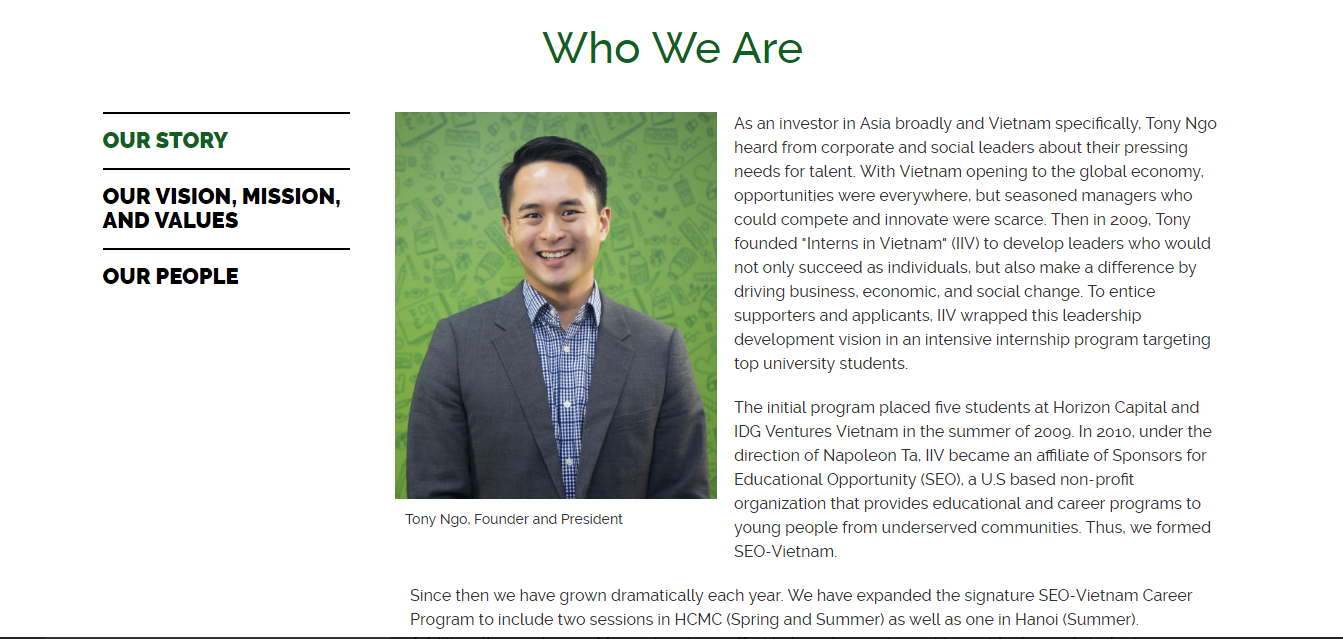 Who We Are
OUR STORY
OUR VISION, MISSION,
AND VALUES
OUR PEOPLE
Tony Ngo, Founder and President
As an investor in Asia broadly and Vietnam specifically, Tony Ngo
heard from corporate and social leaders about their pressing
needs for talent. With Vietnam opening to the global economy,
opportunities were everywhere, but seasoned managers who
could compete and innovate were scarce. Then in 2009, Tony
founded "Interns in Vietnam" (IIV) to develop leaders who would
not only succeed as individuals, but also make a difference by
driving business, economic, and social change. To entice
supporters and applicants, IIV wrapped this leadership
development vision in an intensive internship program targeting
top university students.
The initial program placed five students at Horizon Capital and
IDG Ventures Vietnam in the summer of 2009. In 2010, under the
direction of Napoleon Ta, IIV became an affiliate of Sponsors for
Educational Opportunity (SEO), a U.S based non-profit
organization that provides educational and career programs to
young people from underserved communities. Thus, we formed
SEO-Vietnam.
Since then we have grown dramatically each year. We have expanded the signature SEO-Vietnam Career
Program to include two sessions in HCMC (Spring and Summer) as well as one in Hanoi (Summer).